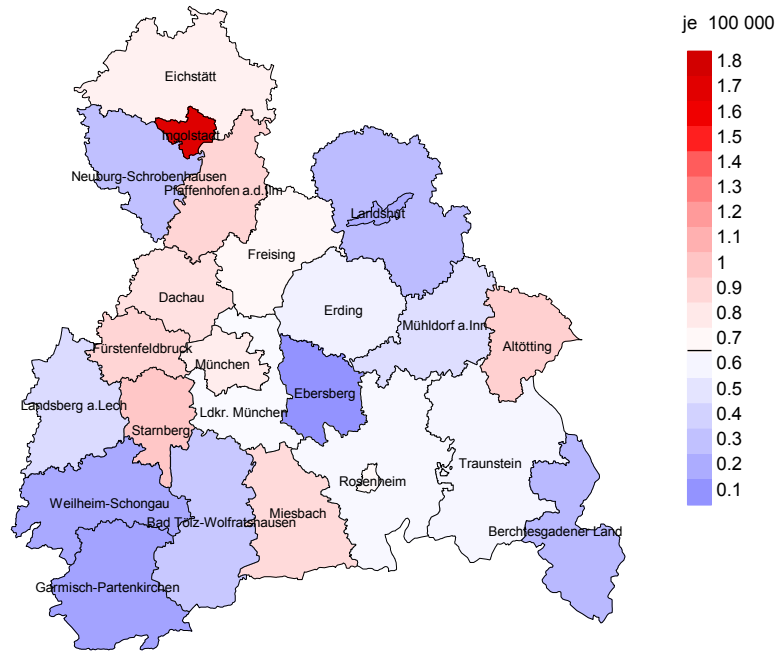 je 100 000
1.8
1.7
1.6
1.5
1.4
1.3
1.2
1.1
1
0.9
0.8
0.7
0.6
0.5
0.4
0.3
0.2
0.1
Eichstätt
Ingolstadt
Neuburg-Schrobenhausen
Pfaffenhofen a.d.Ilm
Landshut
Freising
Dachau
Erding
Mühldorf a.Inn
Altötting
Fürstenfeldbruck
München
Ebersberg
Landsberg a.Lech
Ldkr. München
Starnberg
Traunstein
Rosenheim
Weilheim-Schongau
Miesbach
Bad Tölz-Wolfratshausen
Berchtesgadener Land
Garmisch-Partenkirchen